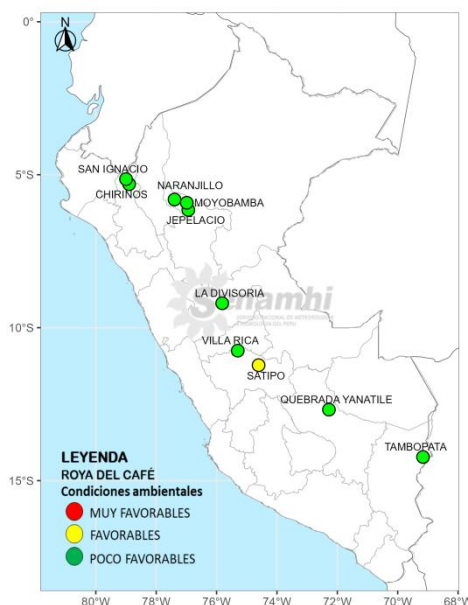 N
0°
SAN IGNACIO
5°S
CHIRINOS
NARANJILLO
MOYOBAMBA
JEPELACIO
LA DIVISORIA
Senamhi
10°S
VILLA RICA
SATIPO
QUEBRADA YANATILE
TAMBOPATA
15°S
LEYENDA
ROYA DEL CAFÉ
Condiciones ambientales
MUY FAVORABLES
FAVORABLES
POCO FAVORABLES
80°W 78°W 76°W 74°W 72°W 70°W 68°W